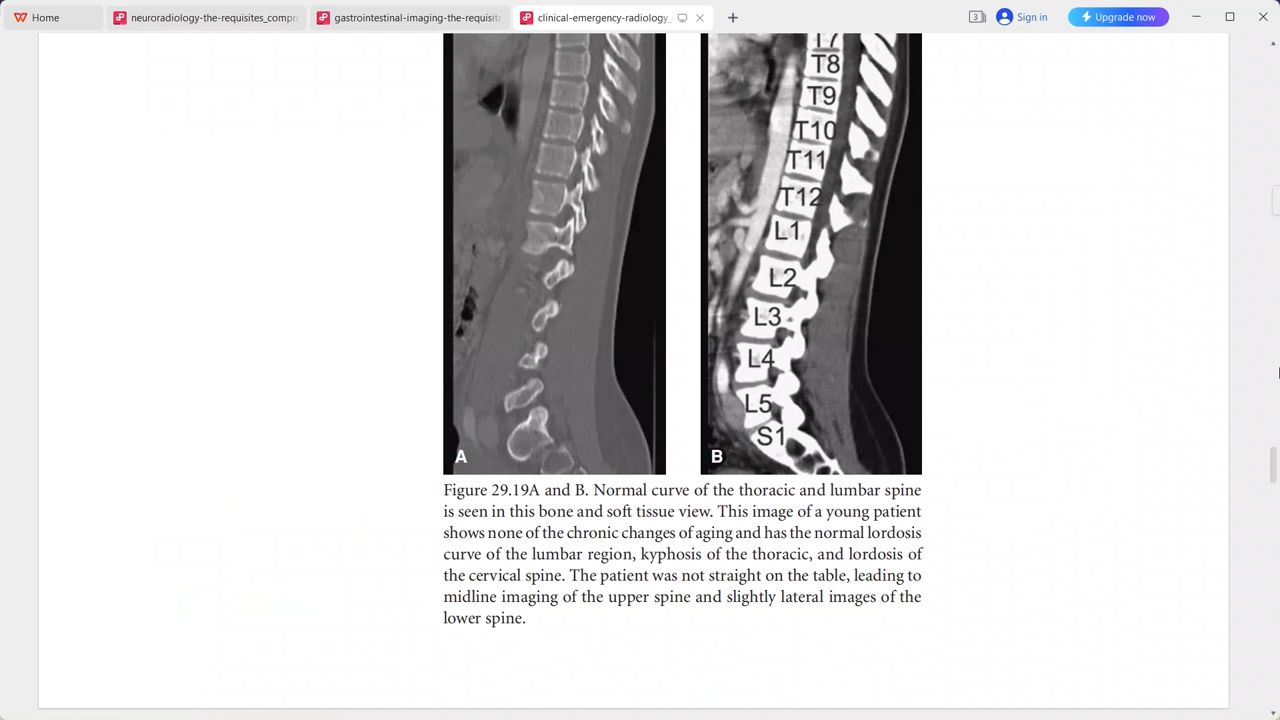 Home
neuroradiology-the-requisites_compr
gastrointestinal-imaging-the-requisite
clinical-emergency-radiology_
3
Sign in
Upgrade now
T7
T8
T9
T10
T11
T12
L1
L2
L3
L4
L5
S1
A
B
Figure 29.19A and B. Normal curve of the thoracic and lumbar spine
is seen in this bone and soft tissue view. This image of a young patient
shows none of the chronic changes of aging and has the normal lordosis
curve of the lumbar region, kyphosis of the thoracic, and lordosis of
the cervical spine. The patient was not straight on the table, leading to
midline imaging of the upper spine and slightly lateral images of the
lower spine.